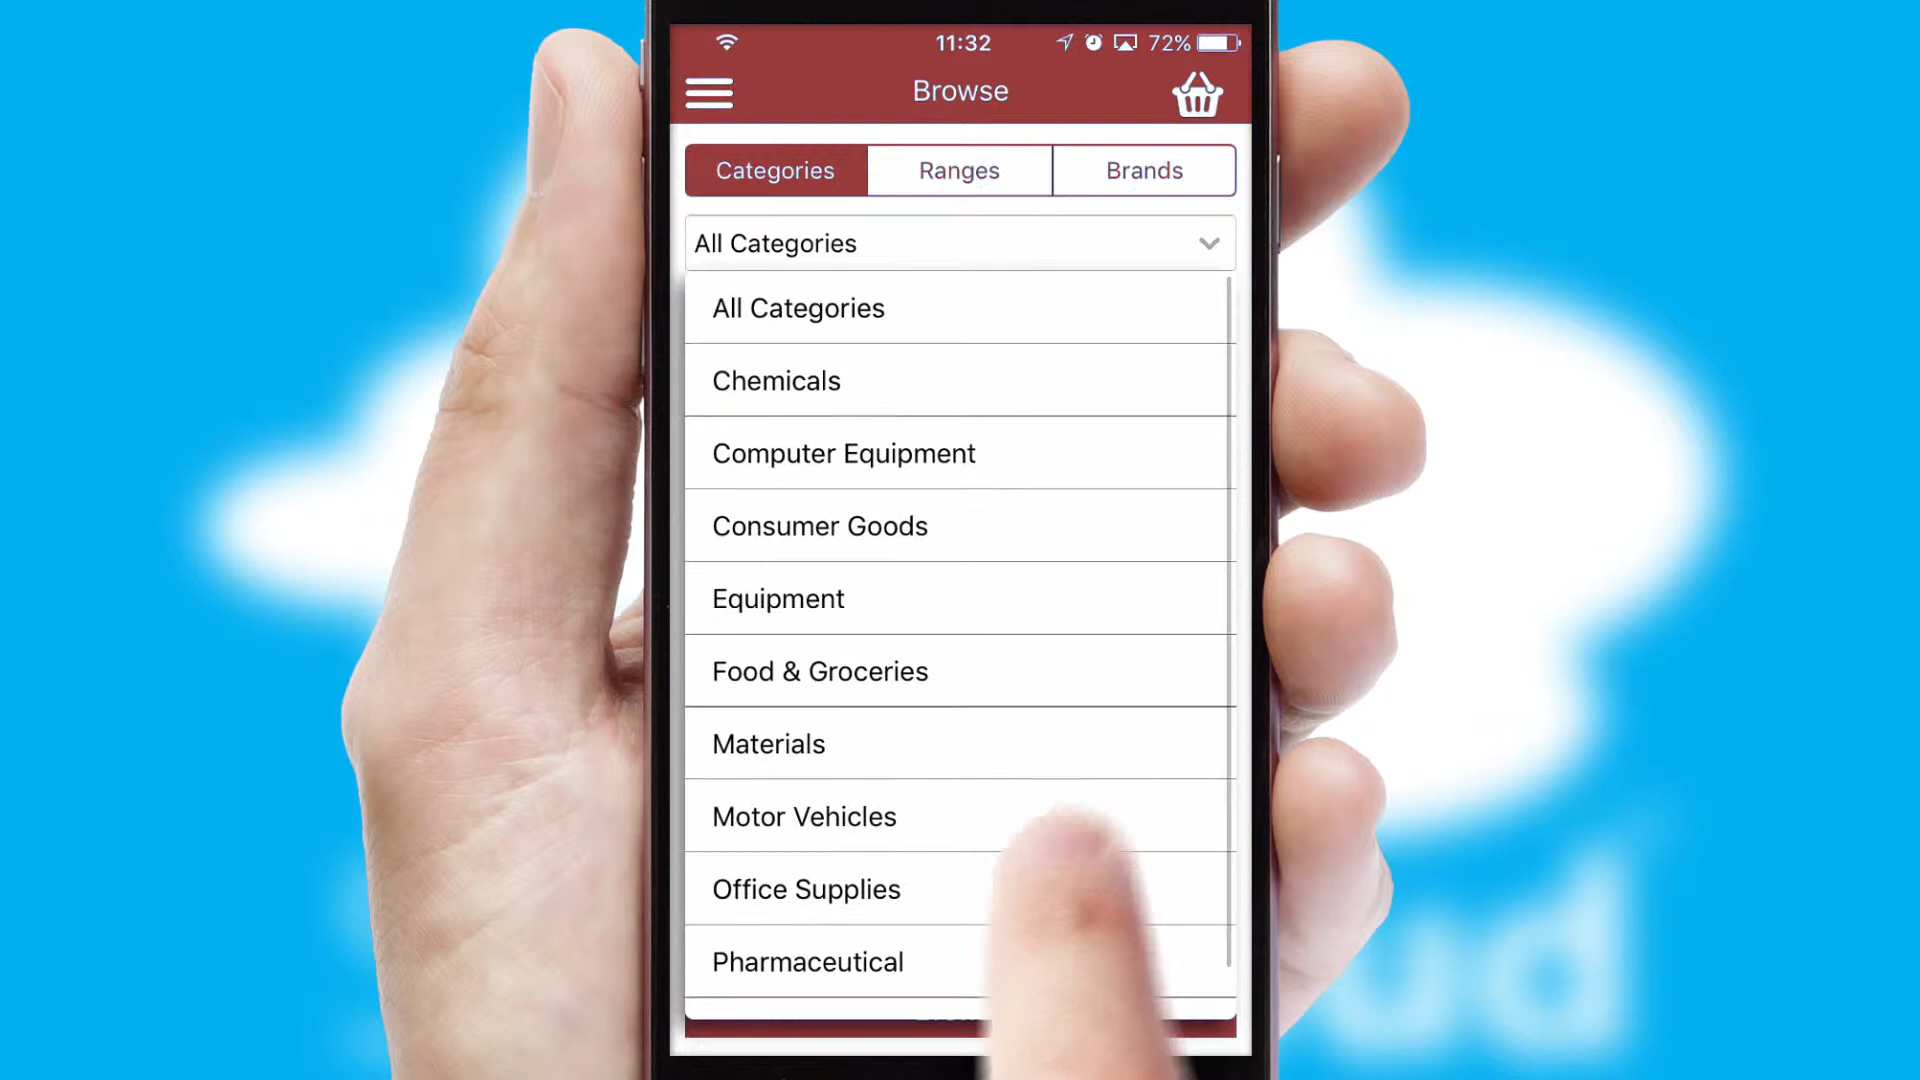 11:32
72%
Browse
Categories
Ranges
Brands
All Categories
All Categories
Chemicals
Computer Equipment
Consumer Goods
Equipment
Food & Groceries
Materials
Motor Vehicles
Office Supplies
Pharmaceutical